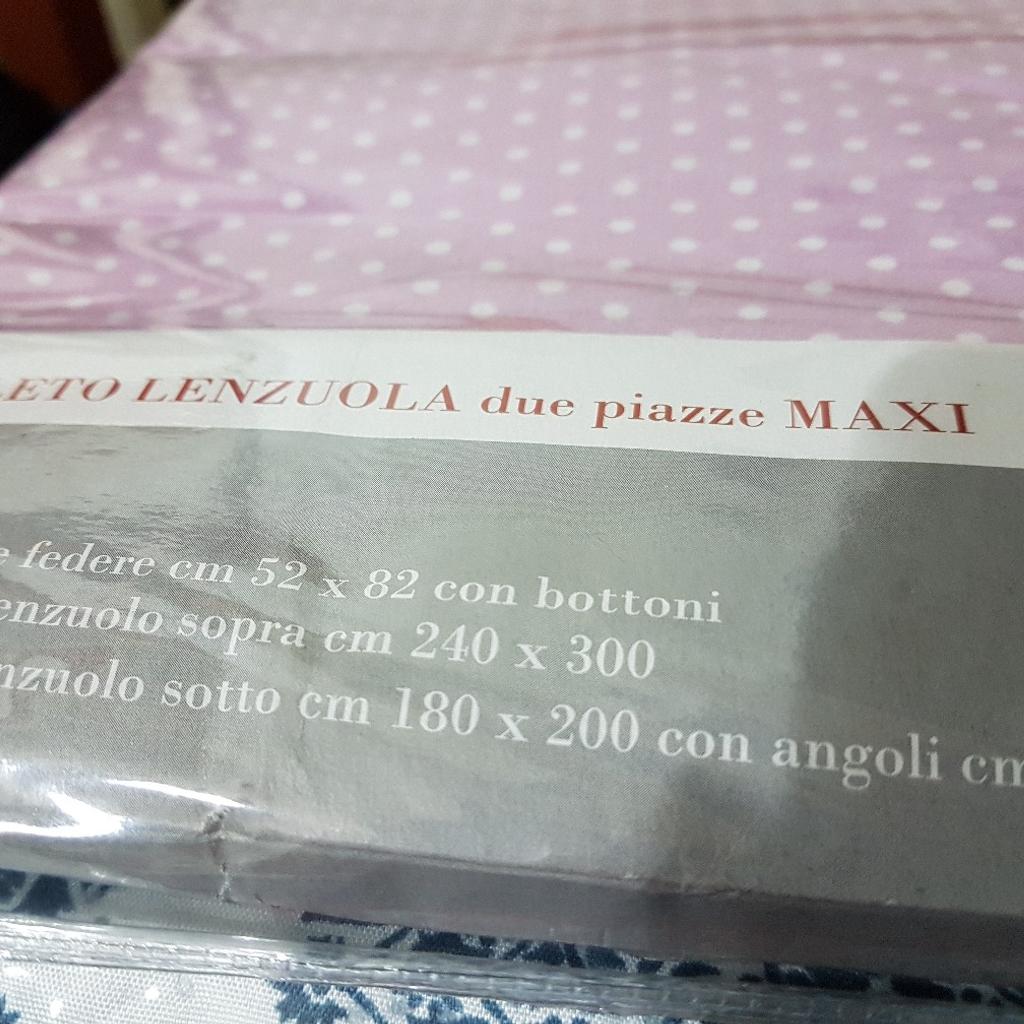 LETO LENZUOLA due piazze MAXI
e federe cm 52 x 82 con bottoni
enzuolo sopra cm 240 x 300
nzuolo sotto cm 180 x 200 con angoli cm